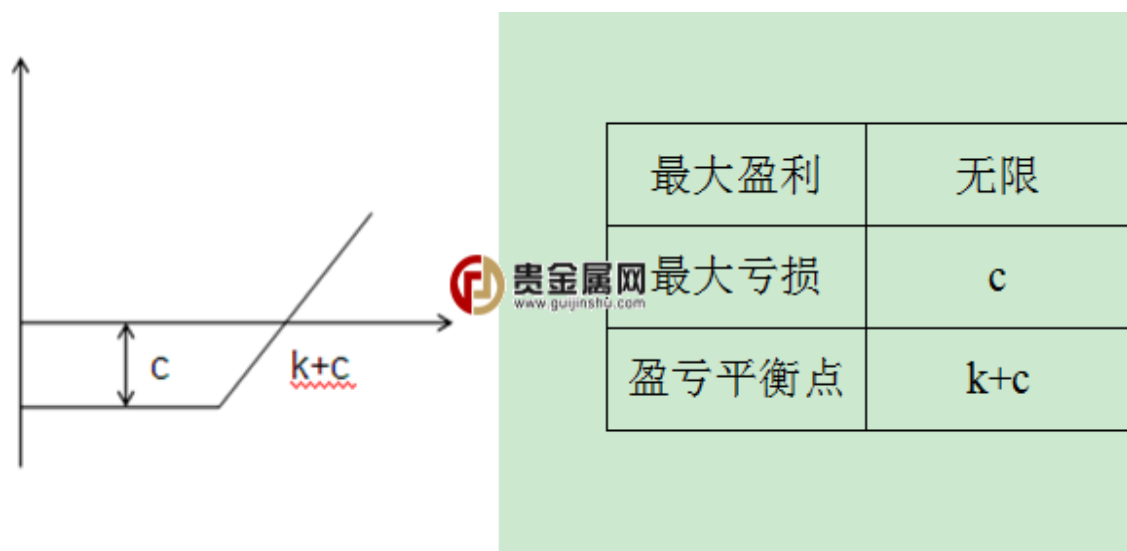 c
k+c
贵金属网
www.guijinshu.com
最大盈利 无限
最大亏损 c
盈亏平衡点 k+c